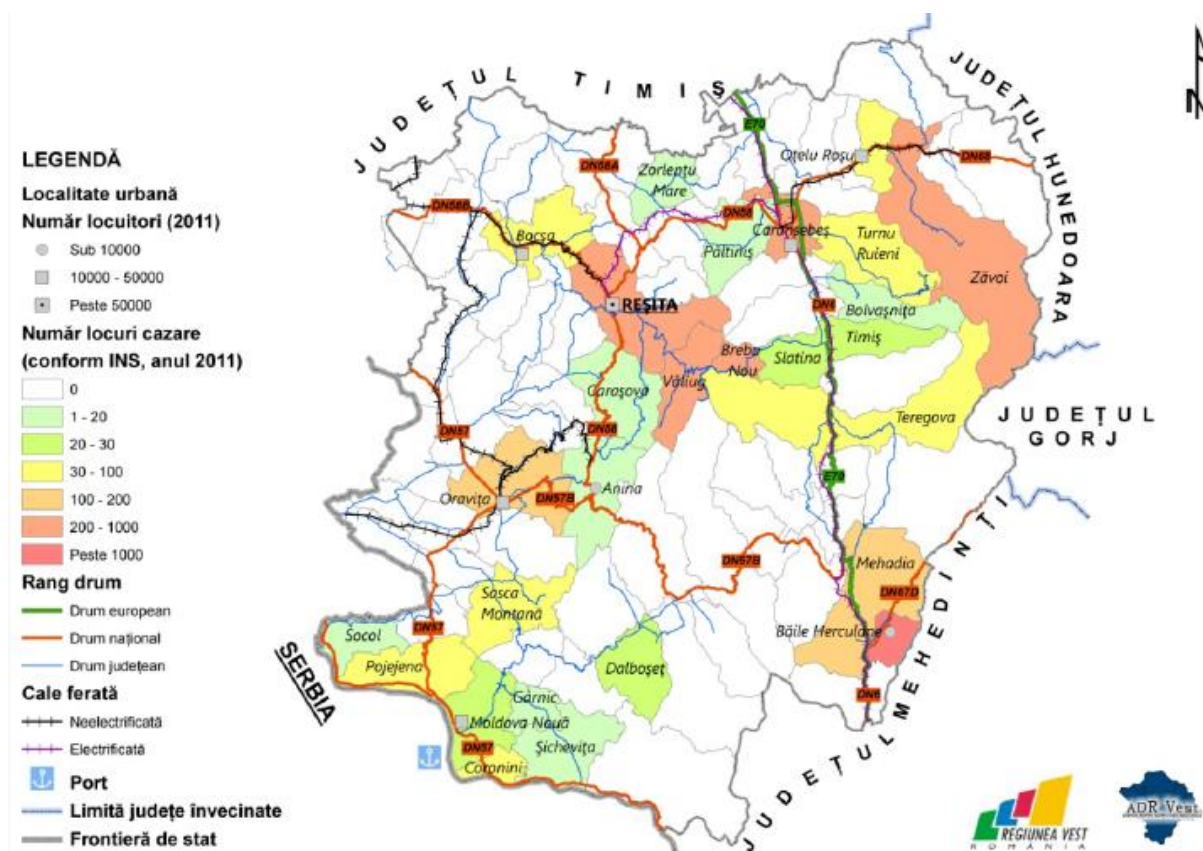 JUDEȚUL TIMIȘ
JUDEȚUL HUNEDOARA
N
LEGENDĂ
Localitate urbană
Număr locuitori (2011)
Sub 10000
10000 - 50000
Peste 50000
Număr locuri cazare
(conform INS, anul 2011)
0
1 - 20
20 - 30
30 - 100
100 - 200
200 - 1000
Peste 1000
Rang drum
Drum european
Drum național
Drum județean
Cale ferată
Neelectrificată
Electrificată
Port
Limită județe învecinate
Frontieră de stat
E70
Oțelu Roșu
DN68
DN58A
Zorlențu
Mare
DN58B
DN58
Bocșa
Caransebeș
Păltiniș
Turnu
Ruieni
Zăvoi
REȘIȚA
DN6
Bolvașnița
Timiș
Slatina
Brebu
Nou
Văliug
Carașova
Teregova
JUDEȚUL
GORJ
DN57
DN58
E70
Anina
Oravița
DN57B
DN57B
Mehadia
DN67D
Sasca
Montană
Băile Herculane
JUDEȚUL MEHEDINȚI
Socol
DN57
Pojejena
Dalboșeț
SERBIA
Gârnic
DN6
Moldova Nouă
Șichevița
DN57
Coronini
REGIUNEA VEST
ROMÂNIA
ADR Vest